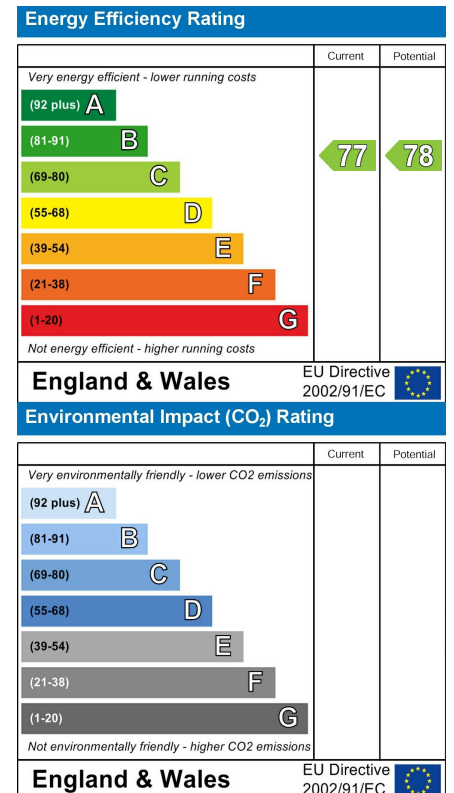 Energy Efficiency Rating
Current Potential
Very energy efficient - lower running costs
(92 plus) A
(81-91) B
77 78
(69-80) C
(55-68) D
(39-54) E
(21-38) F
(1-20) G
Not energy efficient - higher running costs
England & Wales
EU Directive
2002/91/EC
Environmental Impact (CO₂) Rating
Current Potential
Very environmentally friendly - lower CO2 emissions
(92 plus) A
(81-91) B
(69-80) C
(55-68) D
(39-54) E
(21-38) F
(1-20) G
Not environmentally friendly - higher CO2 emissions
England & Wales
EU Directive
2002/91/EC